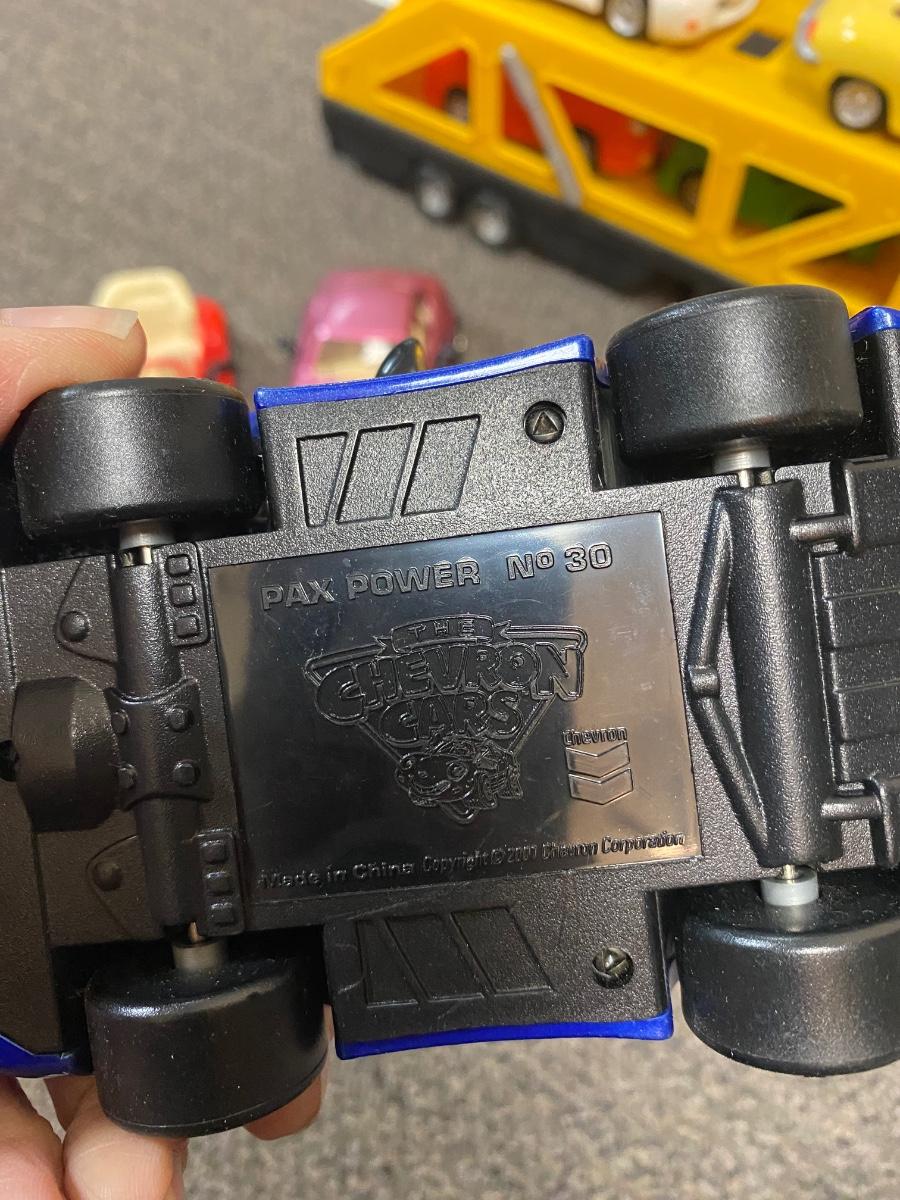 PAX POWER Nº 30
THE
CHEVRON
CARS
Chevron
Made in China Copyright © 2001 Chevron Corporation